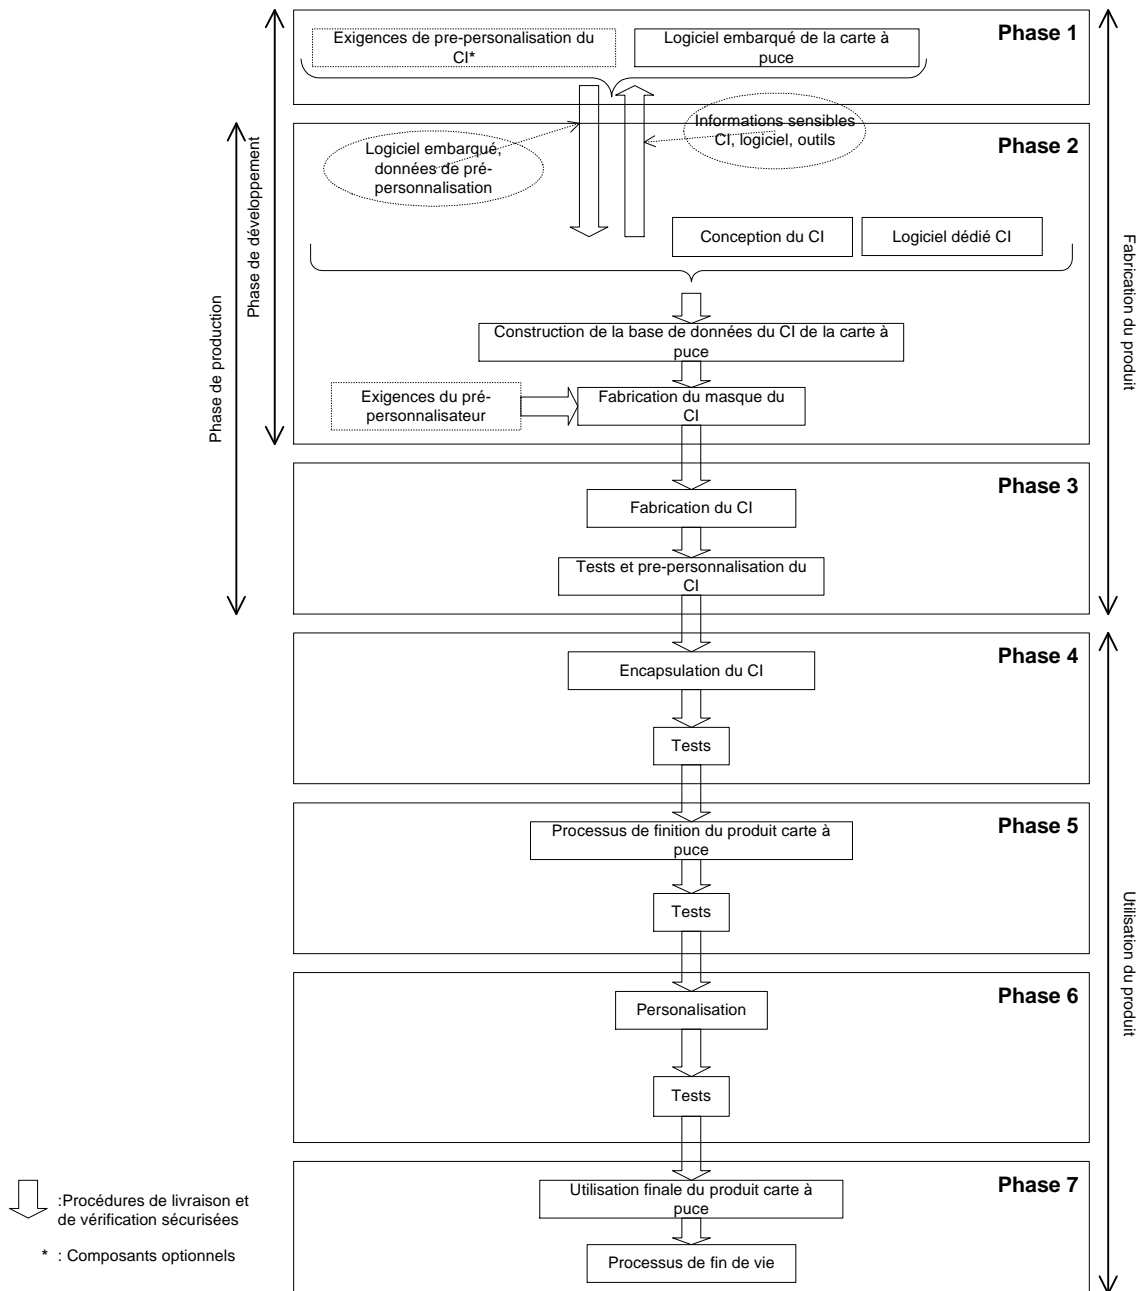 Phase 1
Exigences de pre-personalisation du
CI*
Logiciel embarqué de la carte à
puce
Phase 2
Informations sensibles
CI, logiciel, outils
Logiciel embarqué,
données de pré-
personnalisation
Conception du CI
Logiciel dédié CI
Construction de la base de données du CI de la carte à
puce
Exigences du pré-
personnalisateur
Fabrication du masque du
CI
Phase de développement
Phase de production
Fabrication du produit
Phase 3
Fabrication du CI
Tests et pre-personnalisation du
CI
Phase 4
Encapsulation du CI
Tests
Phase 5
Processus de finition du produit carte à
puce
Tests
Utilisation du produit
Phase 6
Personalisation
Tests
Phase 7
Utilisation finale du produit carte à
puce
Processus de fin de vie
:Procédures de livraison et
de vérification sécurisées
* : Composants optionnels